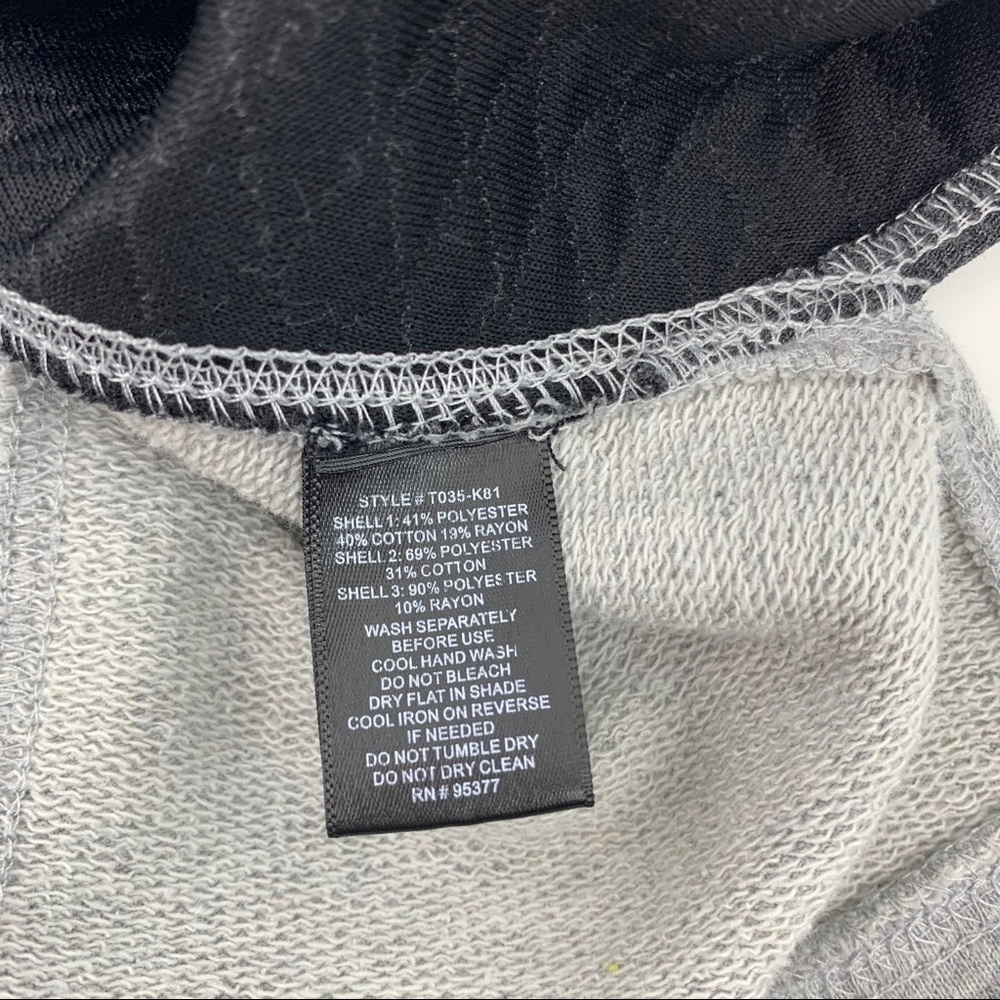 STYLE # T035-K81
SHELL 1: 41% POLYESTER
40% COTTON 19% RAYON
SHELL 2: 69% POLYESTER
31% COTTON
SHELL 3: 90% POLYESTER
10% RAYON
WASH SEPARATELY
BEFORE USE
COOL HAND WASH
DO NOT BLEACH
DRY FLAT IN SHADE
COOL IRON ON REVERSE
IF NEEDED
DO NOT TUMBLE DRY
DO NOT DRY CLEAN
RN # 95377